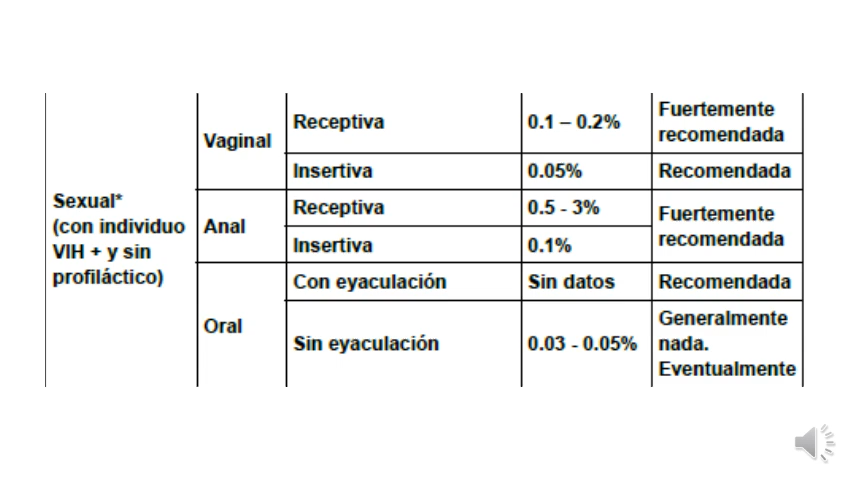 Sexual*
(con individuo
VIH + y sin
profiláctico)
Vaginal
Receptiva
0.1 – 0.2%
Fuertemente
recomendada
Insertiva
0.05%
Recomendada
Anal
Receptiva
0.5 - 3%
Fuertemente
recomendada
Insertiva
0.1%
Oral
Con eyaculación
Sin datos
Recomendada
Sin eyaculación
0.03 - 0.05%
Generalmente
nada.
Eventualmente